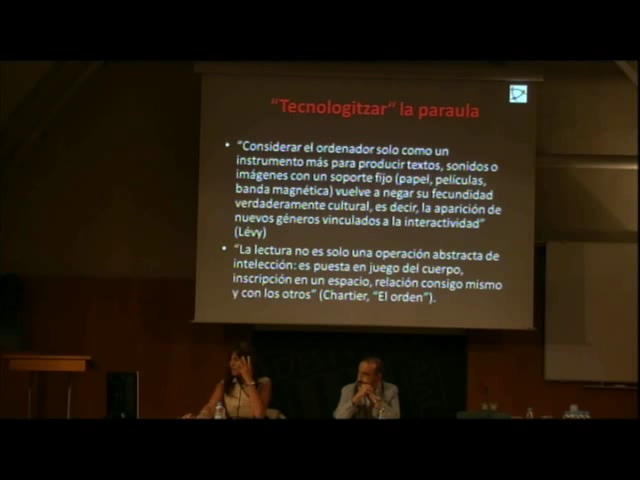 "Tecnologitzar" la paraula
• "Considerar el ordenador solo como un
instrumento más para producir textos, sonidos o
imágenes con un soporte fijo (papel, películas,
banda magnética) vuelve a negar su fecundidad
verdaderamente cultural, es decir, la aparición de
nuevos géneros vinculados a la interactividad"
(Lévy)
• "La lectura no es solo una operación abstracta de
intelección: es puesta en juego del cuerpo,
inscripción en un espacio, relación consigo mismo
y con los otros" (Chartier, "El orden").